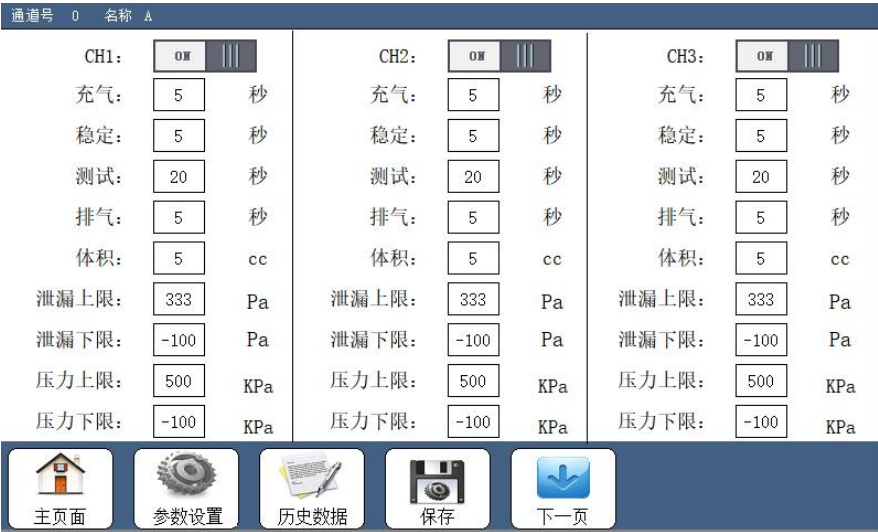 通道号 0 名称 A
CH1: ON CH2: ON CH3: ON
充气: 5 秒 充气: 5 秒 充气: 5 秒
稳定: 5 秒 稳定: 5 秒 稳定: 5 秒
测试: 20 秒 测试: 20 秒 测试: 20 秒
排气: 5 秒 排气: 5 秒 排气: 5 秒
体积: 5 cc 体积: 5 cc 体积: 5 cc
泄漏上限: 333 Pa 泄漏上限: 333 Pa 泄漏上限: 333 Pa
泄漏下限: -100 Pa 泄漏下限: -100 Pa 泄漏下限: -100 Pa
压力上限: 500 KPa 压力上限: 500 KPa 压力上限: 500 KPa
压力下限: -100 KPa 压力下限: -100 KPa 压力下限: -100 KPa
主页面 参数设置 历史数据 保存 下一页